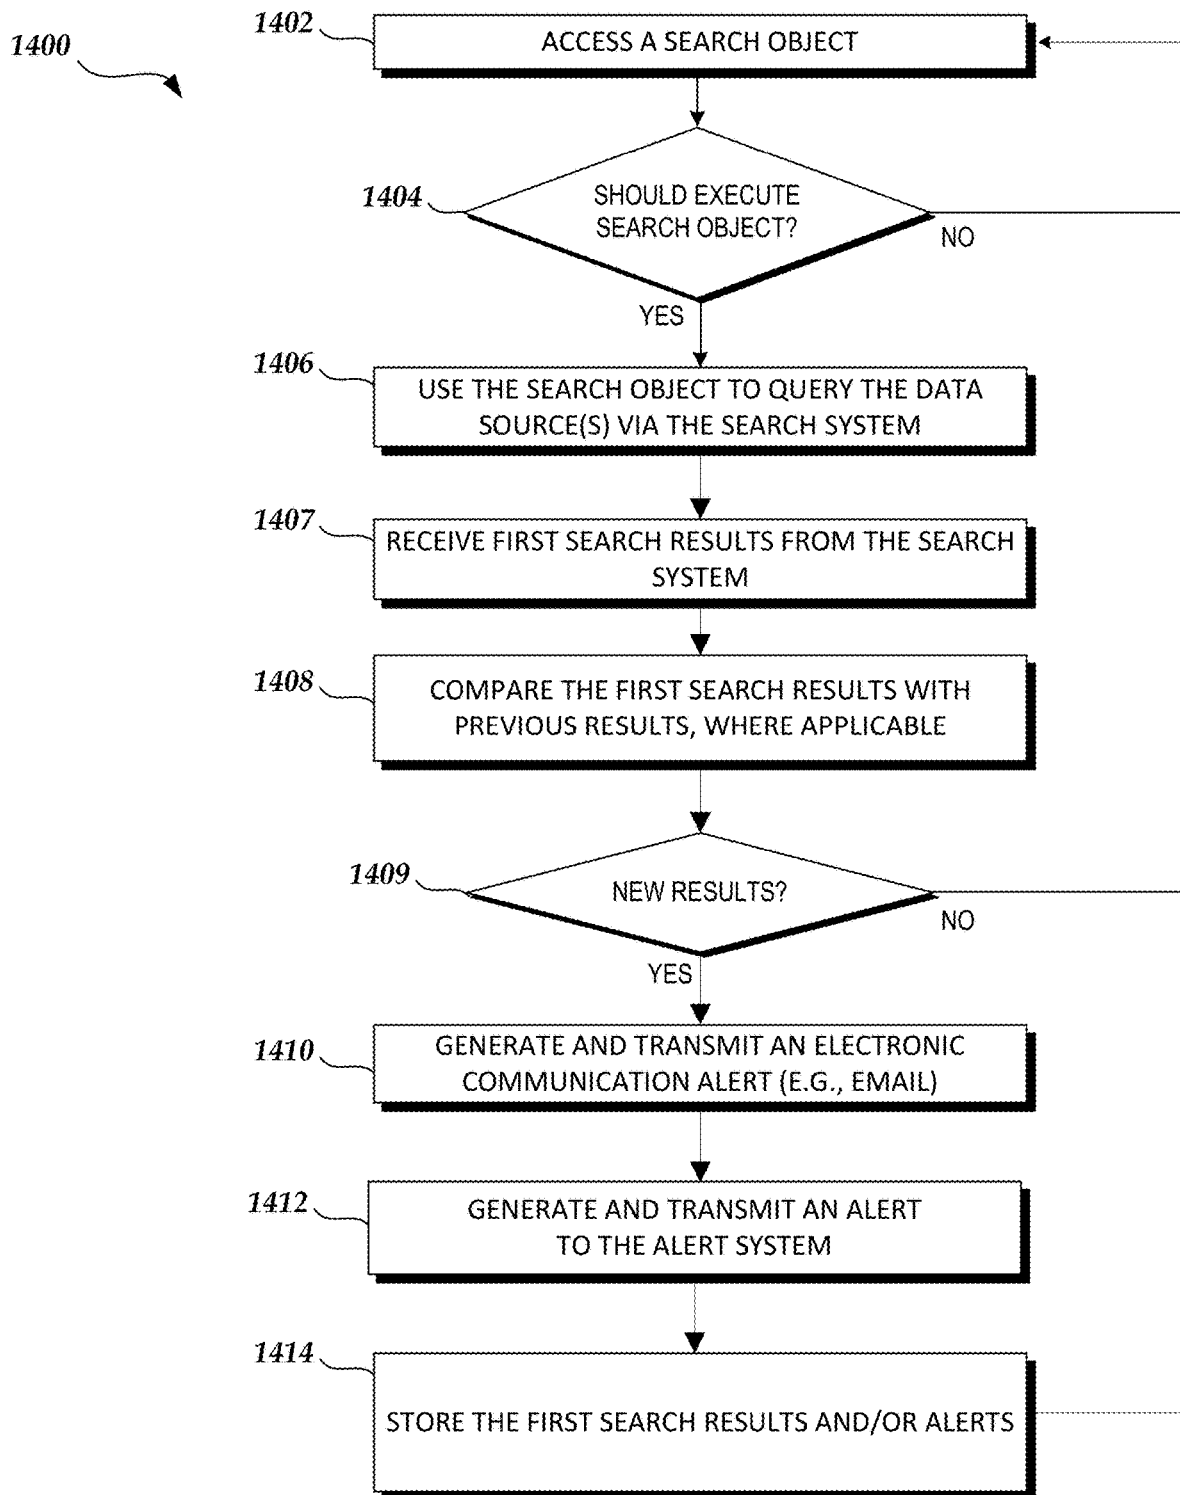 1400
1402
ACCESS A SEARCH OBJECT
1404
SHOULD EXECUTE
SEARCH OBJECT?
NO
YES
1406
USE THE SEARCH OBJECT TO QUERY THE DATA
SOURCE(S) VIA THE SEARCH SYSTEM
1407
RECEIVE FIRST SEARCH RESULTS FROM THE SEARCH
SYSTEM
1408
COMPARE THE FIRST SEARCH RESULTS WITH
PREVIOUS RESULTS, WHERE APPLICABLE
1409
NEW RESULTS?
NO
YES
1410
GENERATE AND TRANSMIT AN ELECTRONIC
COMMUNICATION ALERT (E.G., EMAIL)
1412
GENERATE AND TRANSMIT AN ALERT
TO THE ALERT SYSTEM
1414
STORE THE FIRST SEARCH RESULTS AND/OR ALERTS